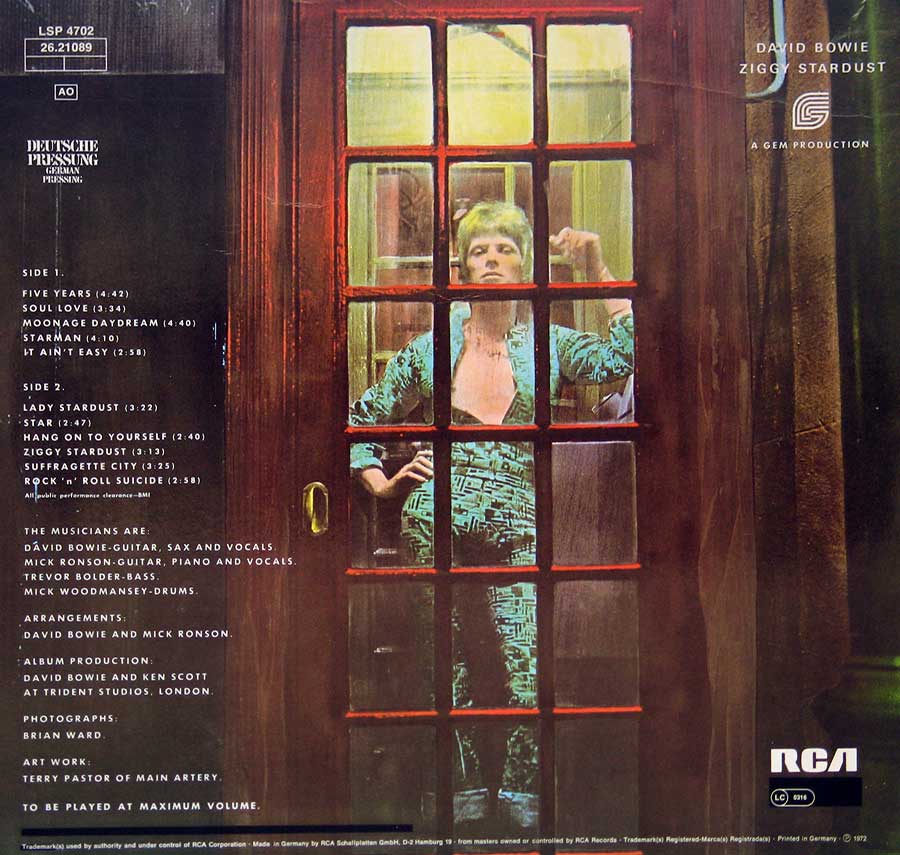 LSP 4702
26.21089
AO
DEUTSCHE
PRESSUNG
GERMAN
PRESSING
DAVID BOWIE
ZIGGY STARDUST
A GEM PRODUCTION
SIDE 1.
FIVE YEARS (4:42)
SOUL LOVE (3:34)
MOONAGE DAYDREAM (4:40)
STARMAN (4:10)
IT AIN'T EASY (2:58)
SIDE 2.
LADY STARDUST (3:22)
STAR (2:47)
HANG ON TO YOURSELF (2:40)
ZIGGY STARDUST (3:13)
SUFFRAGETTE CITY (3:25)
ROCK 'n' ROLL SUICIDE (2:58)
All public performance clearance—BMI
THE MUSICIANS ARE:
DAVID BOWIE-GUITAR, SAX AND VOCALS.
MICK RONSON-GUITAR, PIANO AND VOCALS.
TREVOR BOLDER-BASS.
MICK WOODMANSEY-DRUMS.
ARRANGEMENTS:
DAVID BOWIE AND MICK RONSON.
ALBUM PRODUCTION:
DAVID BOWIE AND KEN SCOTT
AT TRIDENT STUDIOS, LONDON.
PHOTOGRAPHS:
BRIAN WARD.
ART WORK:
TERRY PASTOR OF MAIN ARTERY.
TO BE PLAYED AT MAXIMUM VOLUME.
RCA
LC 0316
Trademark(s) used by authority and under control of RCA Corporation · Made in Germany by RCA Schallplatten GmbH, D-2 Hamburg 19 · from masters owned or controlled by RCA Records · Trademark(s) Registered-Marca(s) Registrada(s) · Printed in Germany · ℗ 1972